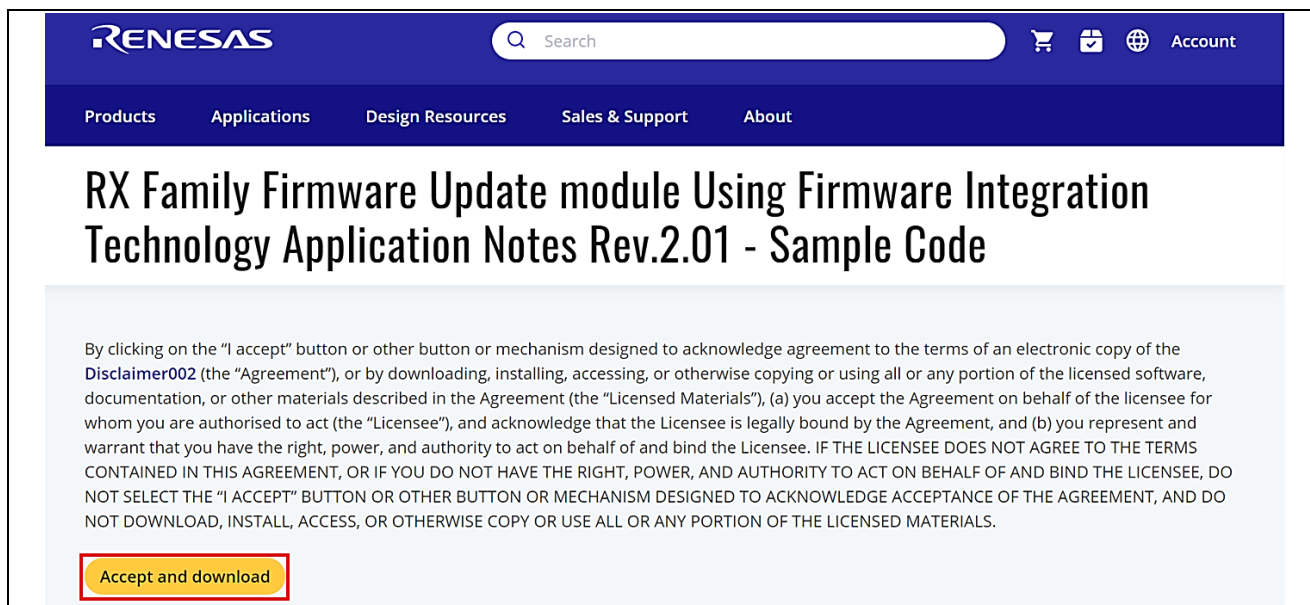 RENESAS
Search
Account
Products Applications Design Resources Sales & Support About
RX Family Firmware Update module Using Firmware Integration
Technology Application Notes Rev.2.01 - Sample Code
By clicking on the “I accept” button or other button or mechanism designed to acknowledge agreement to the terms of an electronic copy of the
Disclaimer002 (the “Agreement”), or by downloading, installing, accessing, or otherwise copying or using all or any portion of the licensed software,
documentation, or other materials described in the Agreement (the “Licensed Materials”), (a) you accept the Agreement on behalf of the licensee for
whom you are authorised to act (the “Licensee”), and acknowledge that the Licensee is legally bound by the Agreement, and (b) you represent and
warrant that you have the right, power, and authority to act on behalf of and bind the Licensee. IF THE LICENSEE DOES NOT AGREE TO THE TERMS
CONTAINED IN THIS AGREEMENT, OR IF YOU DO NOT HAVE THE RIGHT, POWER, AND AUTHORITY TO ACT ON BEHALF OF AND BIND THE LICENSEE, DO
NOT SELECT THE “I ACCEPT” BUTTON OR OTHER BUTTON OR MECHANISM DESIGNED TO ACKNOWLEDGE ACCEPTANCE OF THE AGREEMENT, AND DO
NOT DOWNLOAD, INSTALL, ACCESS, OR OTHERWISE COPY OR USE ALL OR ANY PORTION OF THE LICENSED MATERIALS.
Accept and download